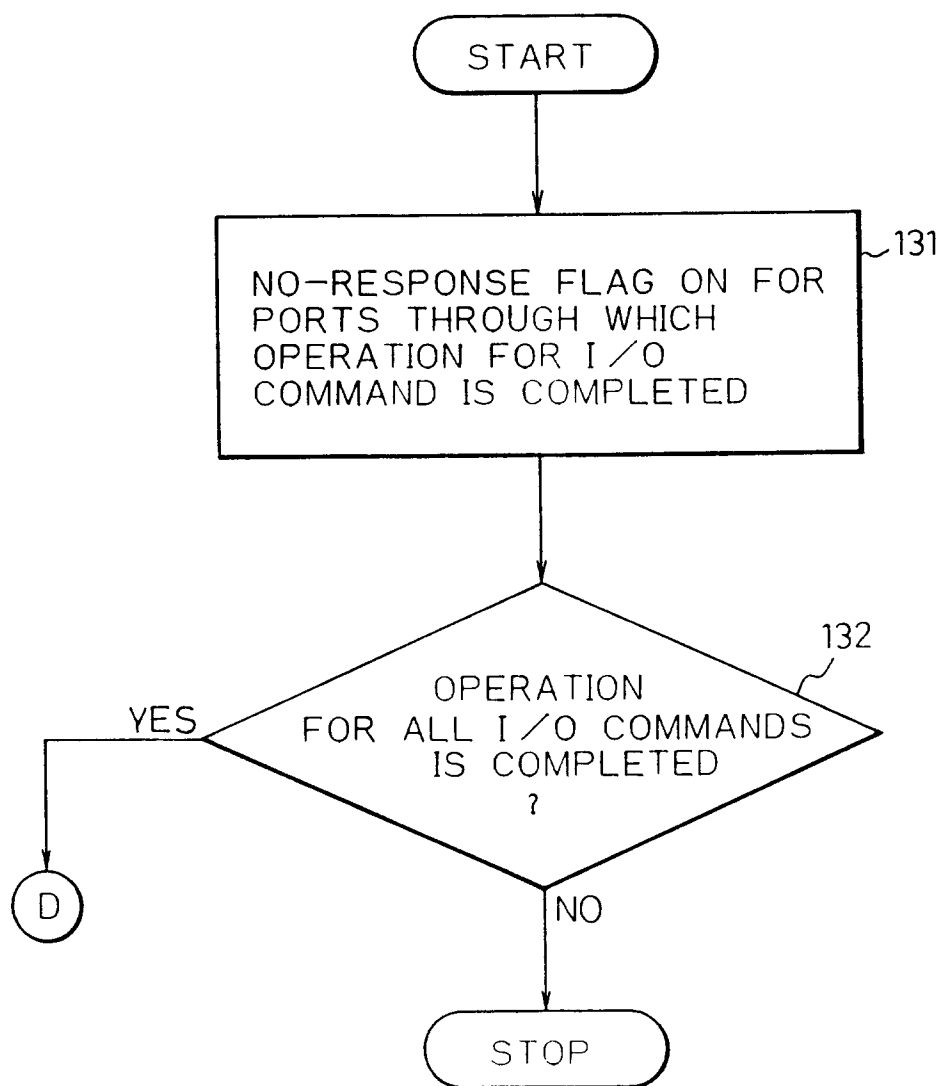 START
131
NO-RESPONSE FLAG ON FOR
PORTS THROUGH WHICH
OPERATION FOR I/O
COMMAND IS COMPLETED
132
OPERATION
FOR ALL I/O COMMANDS
IS COMPLETED
?
YES
D
NO
STOP